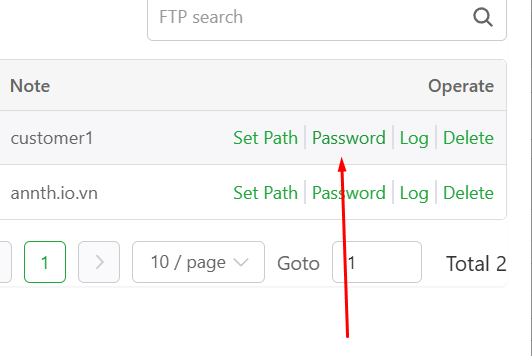 FTP search
Note Operate
customer1 Set Path Password Log Delete
annth.io.vn Set Path Password Log Delete
1 10 / page Goto 1 Total 2